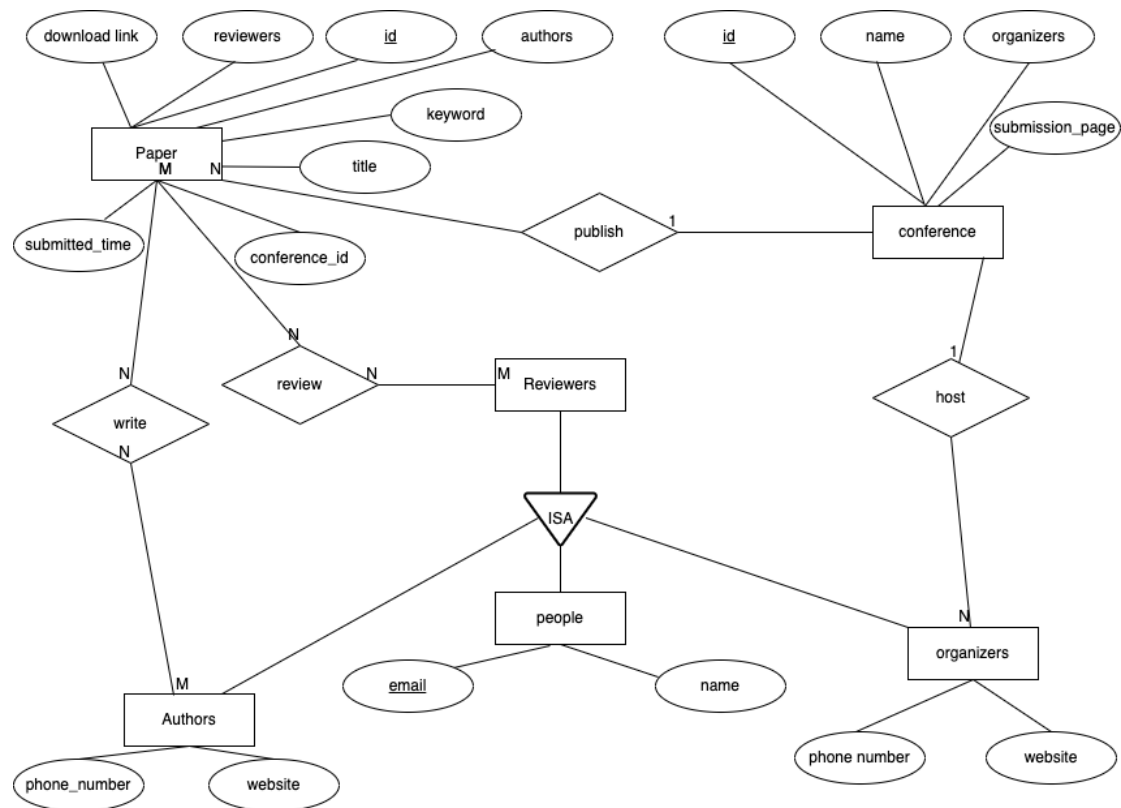 download link
reviewers
id
authors
id
name
organizers
keyword
submission_page
Paper
M
N
title
submitted_time
conference_id
publish
1
conference
N
N
N
M
Reviewers
1
review
host
write
N
ISA
people
N
organizers
email
name
M
Authors
phone_number
website
phone number
website